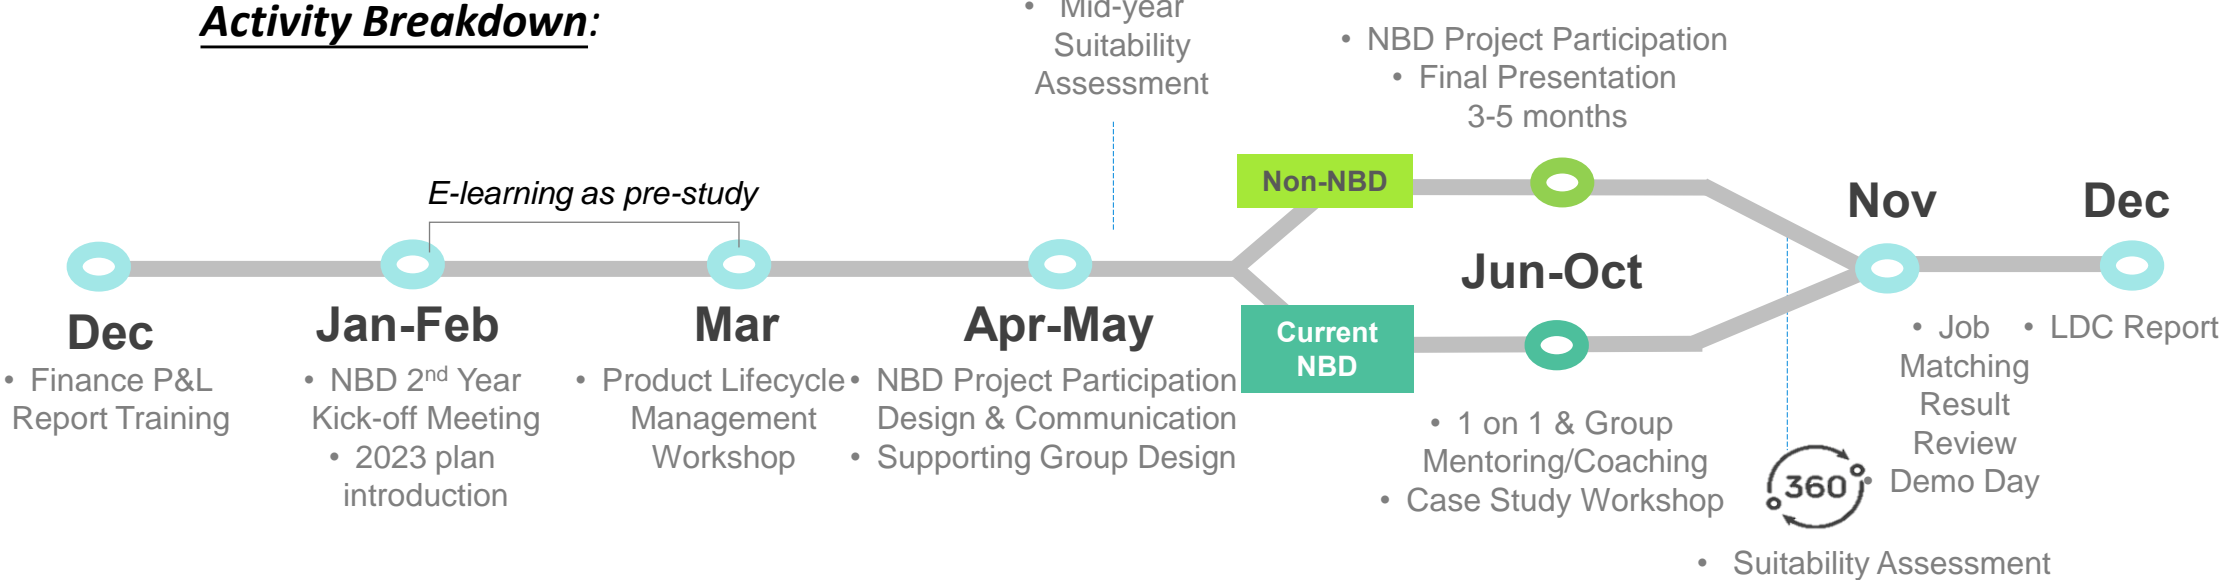 Activity Breakdown:
• Mid-year
Suitability
Assessment
• NBD Project Participation
• Final Presentation
3-5 months
E-learning as pre-study
Non-NBD
Current
NBD
Jun-Oct
Nov
Dec
Dec
• Finance P&L
Report Training
Jan-Feb
• NBD 2nd Year
Kick-off Meeting
• 2023 plan
introduction
Mar
• Product Lifecycle
Management
Workshop
Apr-May
• NBD Project Participation
Design & Communication
• Supporting Group Design
• 1 on 1 & Group
Mentoring/Coaching
• Case Study Workshop
• Job
Matching
Result
Review
• Demo Day
• LDC Report
360°
• Suitability Assessment